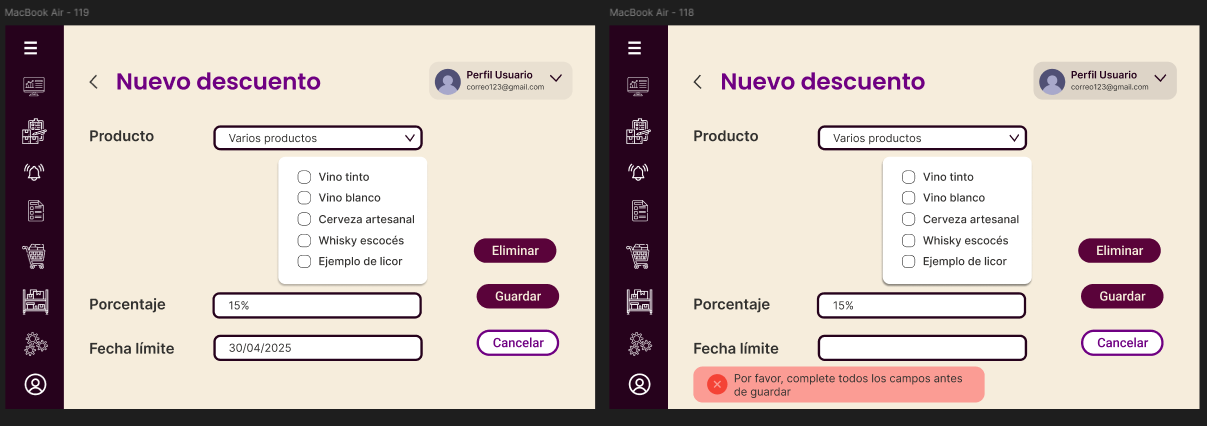 MacBook Air - 119
Nuevo descuento
Perfil Usuario
correo123@gmail.com
Producto
Varios productos
Vino tinto
Vino blanco
Cerveza artesanal
Whisky escocés
Ejemplo de licor
Eliminar
Porcentaje
15%
Guardar
Fecha límite
30/04/2025
Cancelar
MacBook Air - 118
Nuevo descuento
Perfil Usuario
correo123@gmail.com
Producto
Varios productos
Vino tinto
Vino blanco
Cerveza artesanal
Whisky escocés
Ejemplo de licor
Eliminar
Porcentaje
15%
Guardar
Fecha límite
Cancelar
Por favor, complete todos los campos antes
de guardar